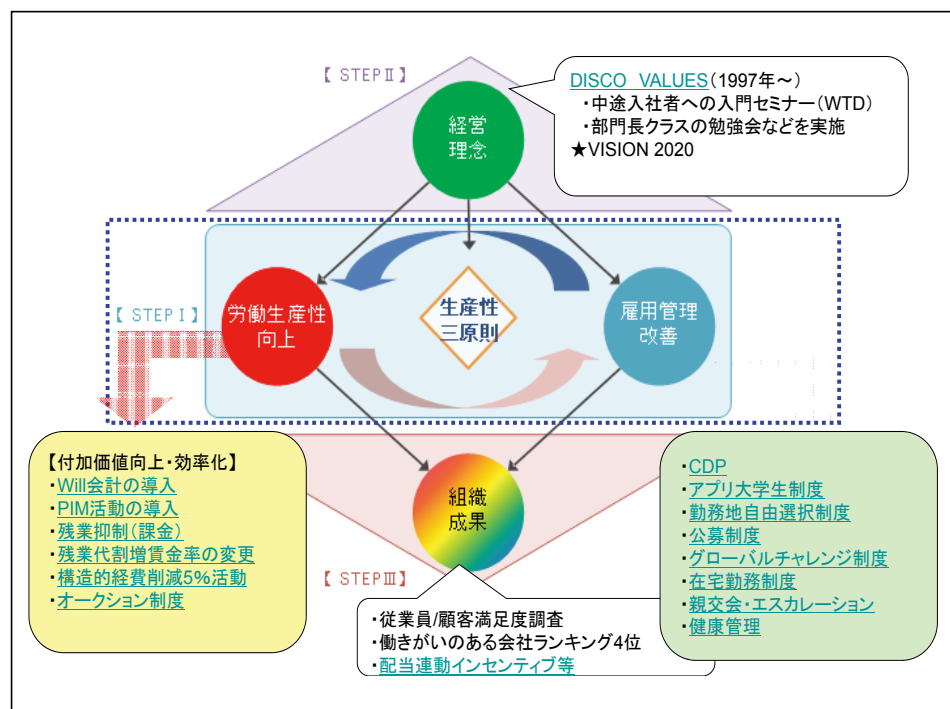 【 STEPⅡ】
DISCO VALUES(1997年～)
・中途入社者への入門セミナー(WTD)
・部門長クラスの勉強会などを実施
★VISION 2020
経営
理念
【 STEPⅠ】
労働生産性
向上
生産性
三原則
雇用管理
改善
【付加価値向上・効率化】
・Will会計の導入
・PIM活動の導入
・残業抑制(課金)
・残業代割増賃金率の変更
・構造的経費削減5%活動
・オークション制度
組織
成果
【 STEPⅢ】
・従業員/顧客満足度調査
・働きがいのある会社ランキング4位
・配当連動インセンティブ等
・CDP
・アプリ大学生制度
・勤務地自由選択制度
・公募制度
・グローバルチャレンジ制度
・在宅勤務制度
・親交会・エスカレーション
・健康管理